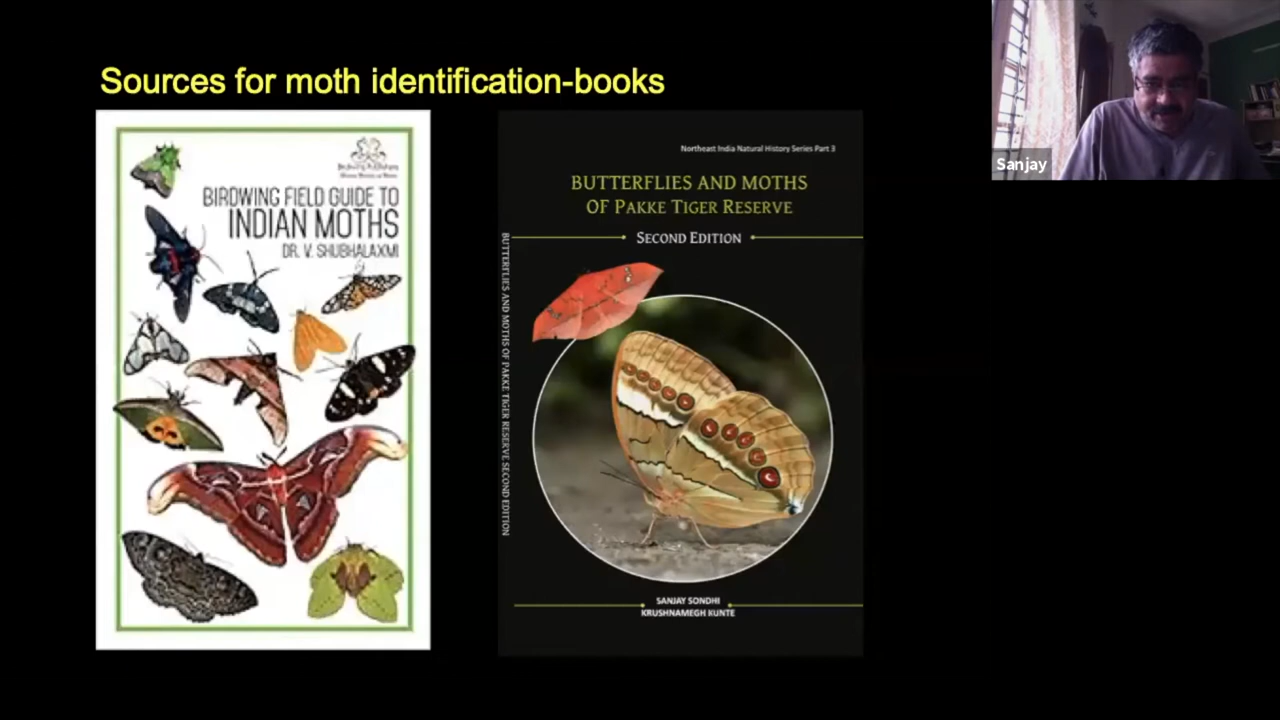 Sources for moth identification-books
BIRDWING FIELD GUIDE TO
INDIAN MOTHS
DR. V. SHUBHALAXMI
Northeast India Natural History Series Part 3
BUTTERFLIES AND MOTHS
OF PAKKE TIGER RESERVE
SECOND EDITION
BUTTERFLIES AND MOTHS OF PAKKE TIGER RESERVE SECOND EDITION
SANJAY SONDHI
KRUSHNAMEGH KUNTE
Sanjay